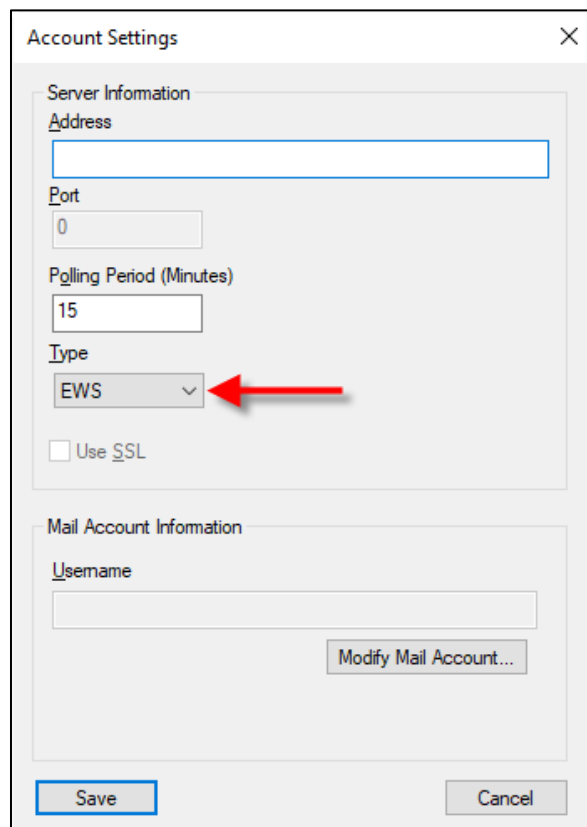 Account Settings
Server Information
Address
Port
0
Polling Period (Minutes)
15
Type
EWS
Use SSL
Mail Account Information
Username
Modify Mail Account...
Save
Cancel